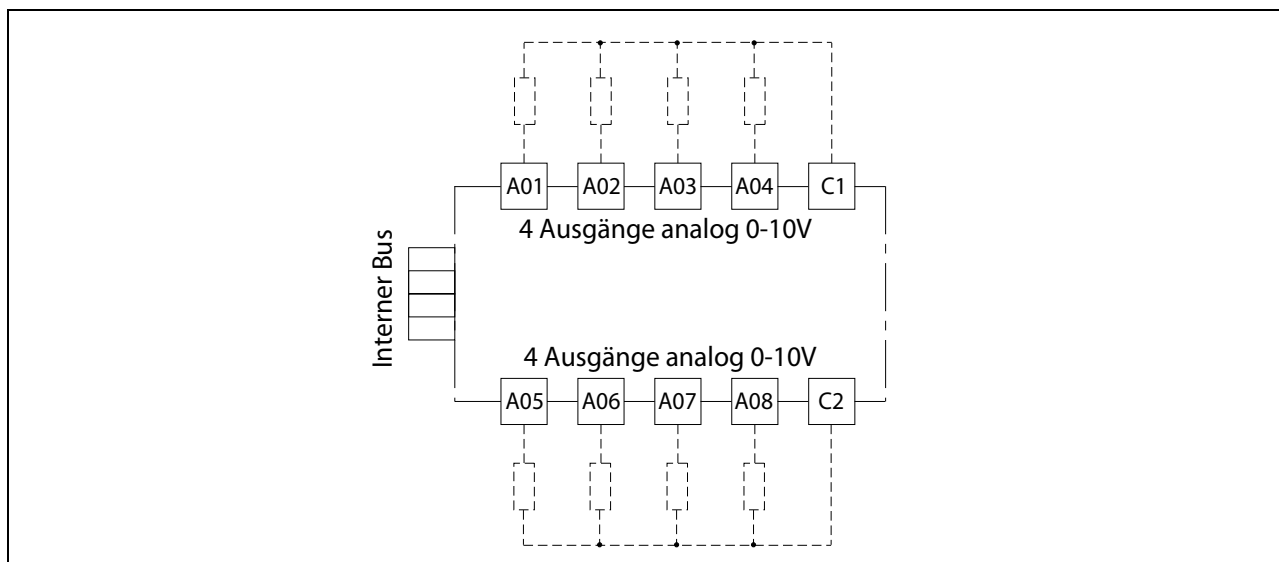 A01 A02 A03 A04 C1
4 Ausgänge analog 0-10V
Interner Bus
4 Ausgänge analog 0-10V
A05 A06 A07 A08 C2